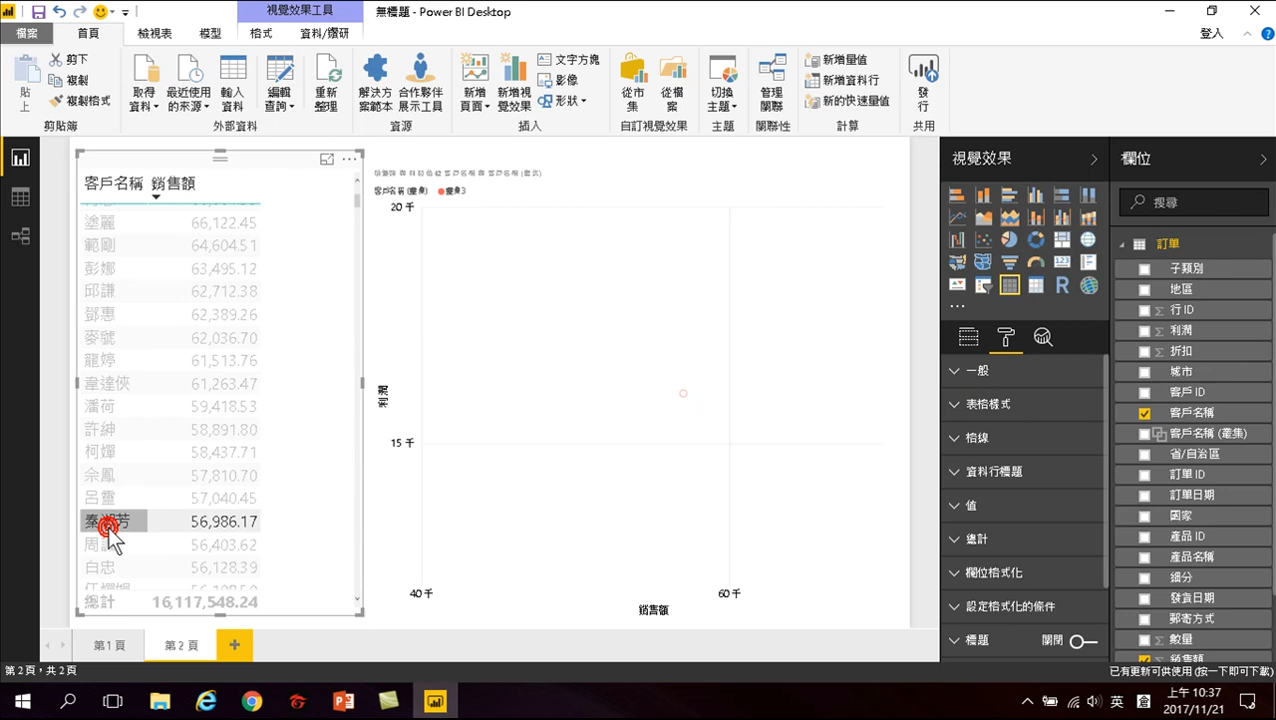 視覺效果工具
無標題 - Power BI Desktop
檔案
首頁
檢視表
模型
格式
資料/鑽研
登入
貼上
剪下
複製
複製格式
剪貼簿
取得資料
最近使用的來源
輸入資料
編輯查詢
重新整理
外部資料
解決方案範本
合作夥伴展示工具
資源
新增頁面
新增視覺效果
文字方塊
影像
形狀
插入
從市集
從檔案
自訂視覺效果
切換主題
主題
管理關聯
關聯性
新增量值
新增資料行
新的快速量值
計算
發行
共用
客戶名稱 銷售額
塗麗 66,122.45
範剛 64,604.51
彭娜 63,495.12
邱謙 62,712.38
鄧惠 62,389.26
麥號 62,036.70
龍婷 61,513.76
韋達俠 61,263.47
潘荷 59,418.53
許紳 58,891.80
柯嬋 58,437.71
余鳳 57,810.70
呂靈 57,040.45
56,986.17
56,403.62
白忠 56,128.39
總計 16,117,548.24
客戶名稱 (叢集) 叢集3
20 千
15 千
利潤
40 千
60 千
銷售額
視覺效果
一般
表格樣式
格線
資料行標題
值
總計
欄位格式化
設定格式化的條件
標題
關閉
欄位
搜尋
訂單
子類別
地區
行 ID
利潤
折扣
城市
客戶 ID
客戶名稱
客戶名稱 (叢集)
省/自治區
訂單 ID
訂單日期
國家
產品 ID
產品名稱
細分
發貨日期
郵寄方式
數量
銷售額
第1 頁
第 2 頁
第 2 頁，共 2 頁
已有更新可供使用 (按一下即可下載)
英
上午 10:37
2017/11/21